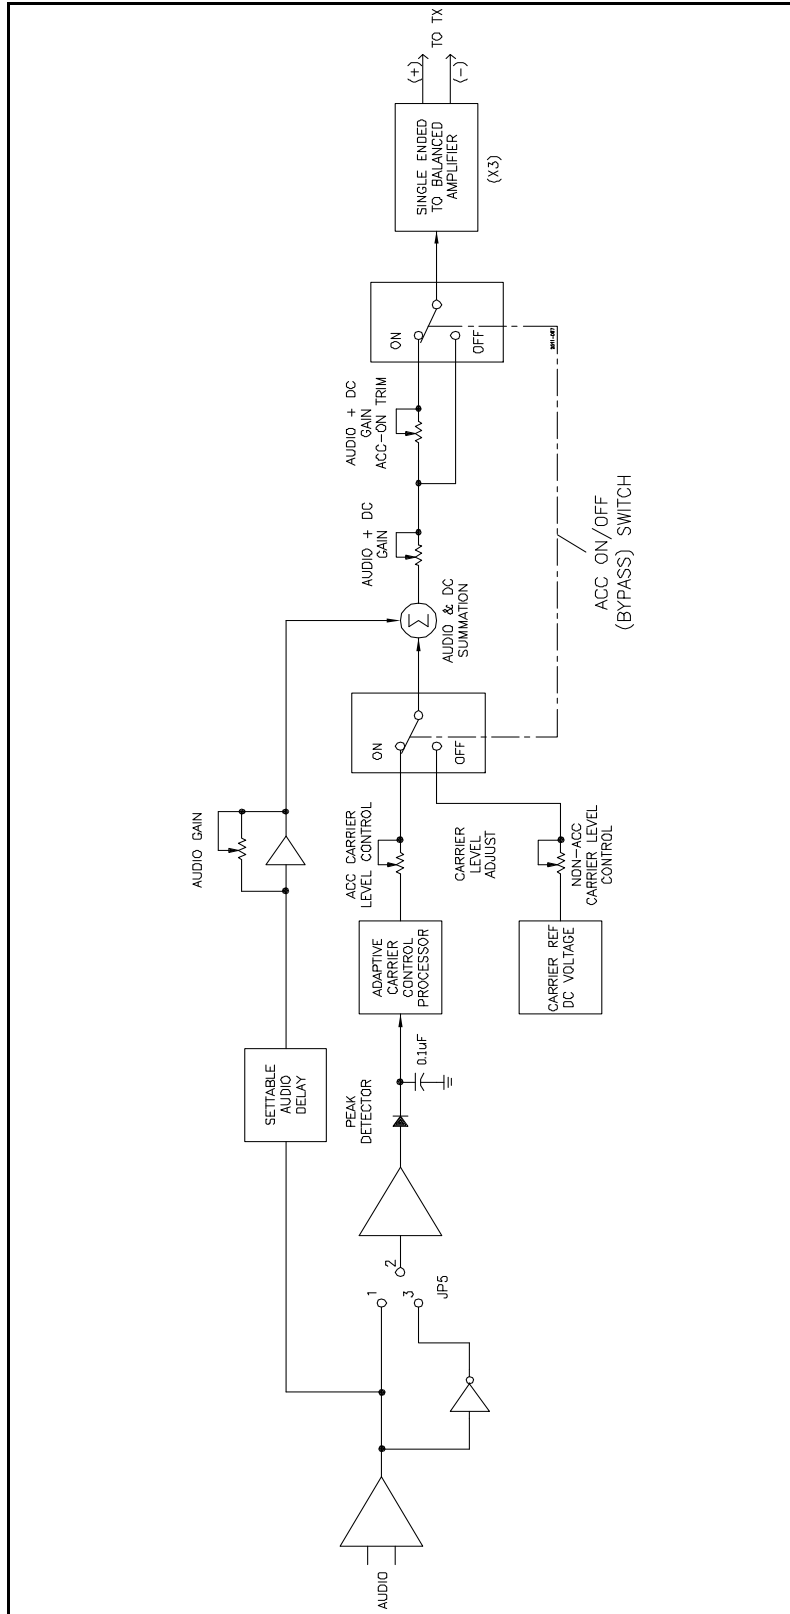 (+)
(-)
TO TX
SINGLE ENDED
TO BALANCED
AMPLIFIER
(X3)
ON
OFF
AUDIO + DC
GAIN
ACC-ON TRIM
AUDIO + DC
GAIN
AUDIO & DC
SUMMATION
Σ
ACC ON/OFF
(BYPASS) SWITCH
ON
OFF
AUDIO GAIN
ACC CARRIER
LEVEL CONTROL
CARRIER
LEVEL
ADJUST
NON-ACC
CARRIER LEVEL
CONTROL
ADAPTIVE
CARRIER
CONTROL
PROCESSOR
CARRIER REF
DC VOLTAGE
SETTABLE
AUDIO
DELAY
PEAK
DETECTOR
0.1uF
1
2
3
JP5
AUDIO